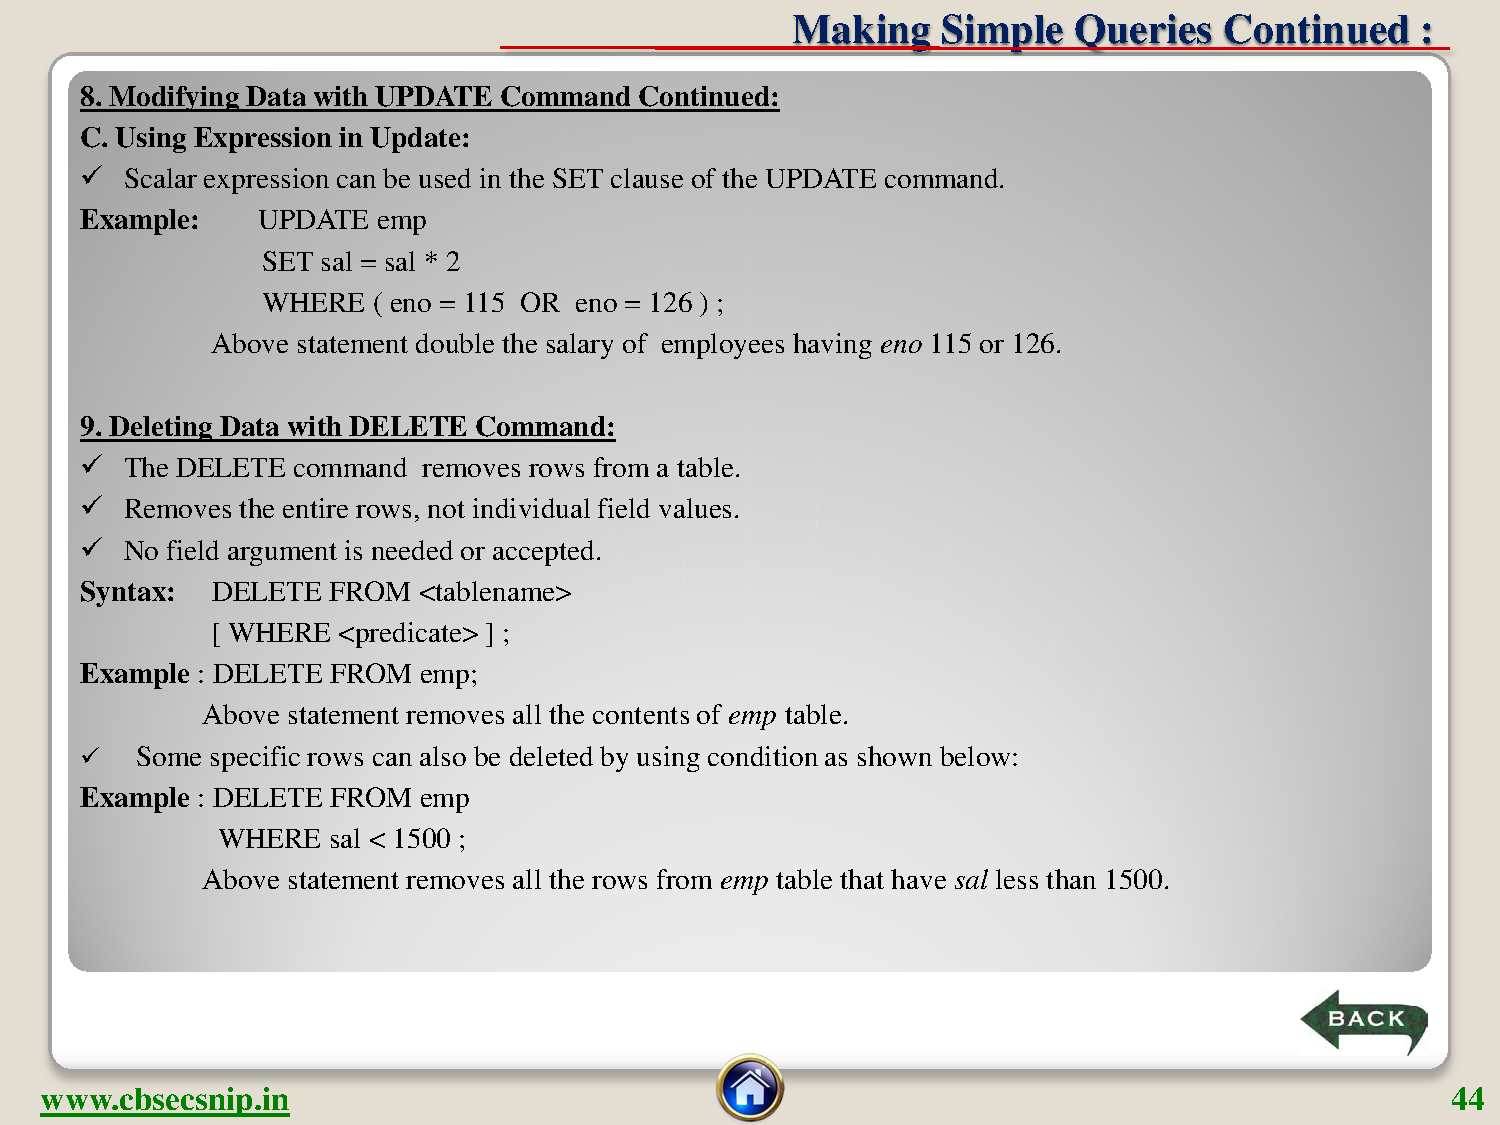 Making Simple Queries Continued :
8. Modifying Data with UPDATE Command Continued:
C. Using Expression in Update:
✓ Scalar expression can be used in the SET clause of the UPDATE command.
Example: UPDATE emp
SET sal = sal * 2
WHERE ( eno = 115 OR eno = 126 ) ;
Above statement double the salary of employees having eno 115 or 126.
9. Deleting Data with DELETE Command:
✓ The DELETE command removes rows from a table.
✓ Removes the entire rows, not individual field values.
✓ No field argument is needed or accepted.
Syntax: DELETE FROM <tablename>
[ WHERE <predicate> ] ;
Example : DELETE FROM emp;
Above statement removes all the contents of emp table.
✓ Some specific rows can also be deleted by using condition as shown below:
Example : DELETE FROM emp
WHERE sal < 1500 ;
Above statement removes all the rows from emp table that have sal less than 1500.
BACK
www.cbsecsnip.in
44